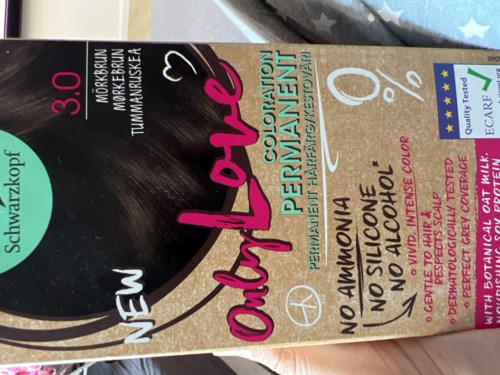 Schwarzkopf
3.0
MÖRKBRUN
MØRKEBRUN
TUMMANRUSKEA
NEW
Only Love
COLORATION
PERMANENT
PERMANENT HÅRFÄRG/KESTOVÄRI
0%
NO AMMONIA
NO SILICONE
NO ALCOHOL*
VIVID, INTENSE COLOR
GENTLE TO HAIR &
RESPECTS SCALP
DERMATOLOGICALLY TESTED
PERFECT GREY COVERAGE
Quality Tested
ECARF
WITH BOTANICAL OAT MILK,
SOY PROTEIN